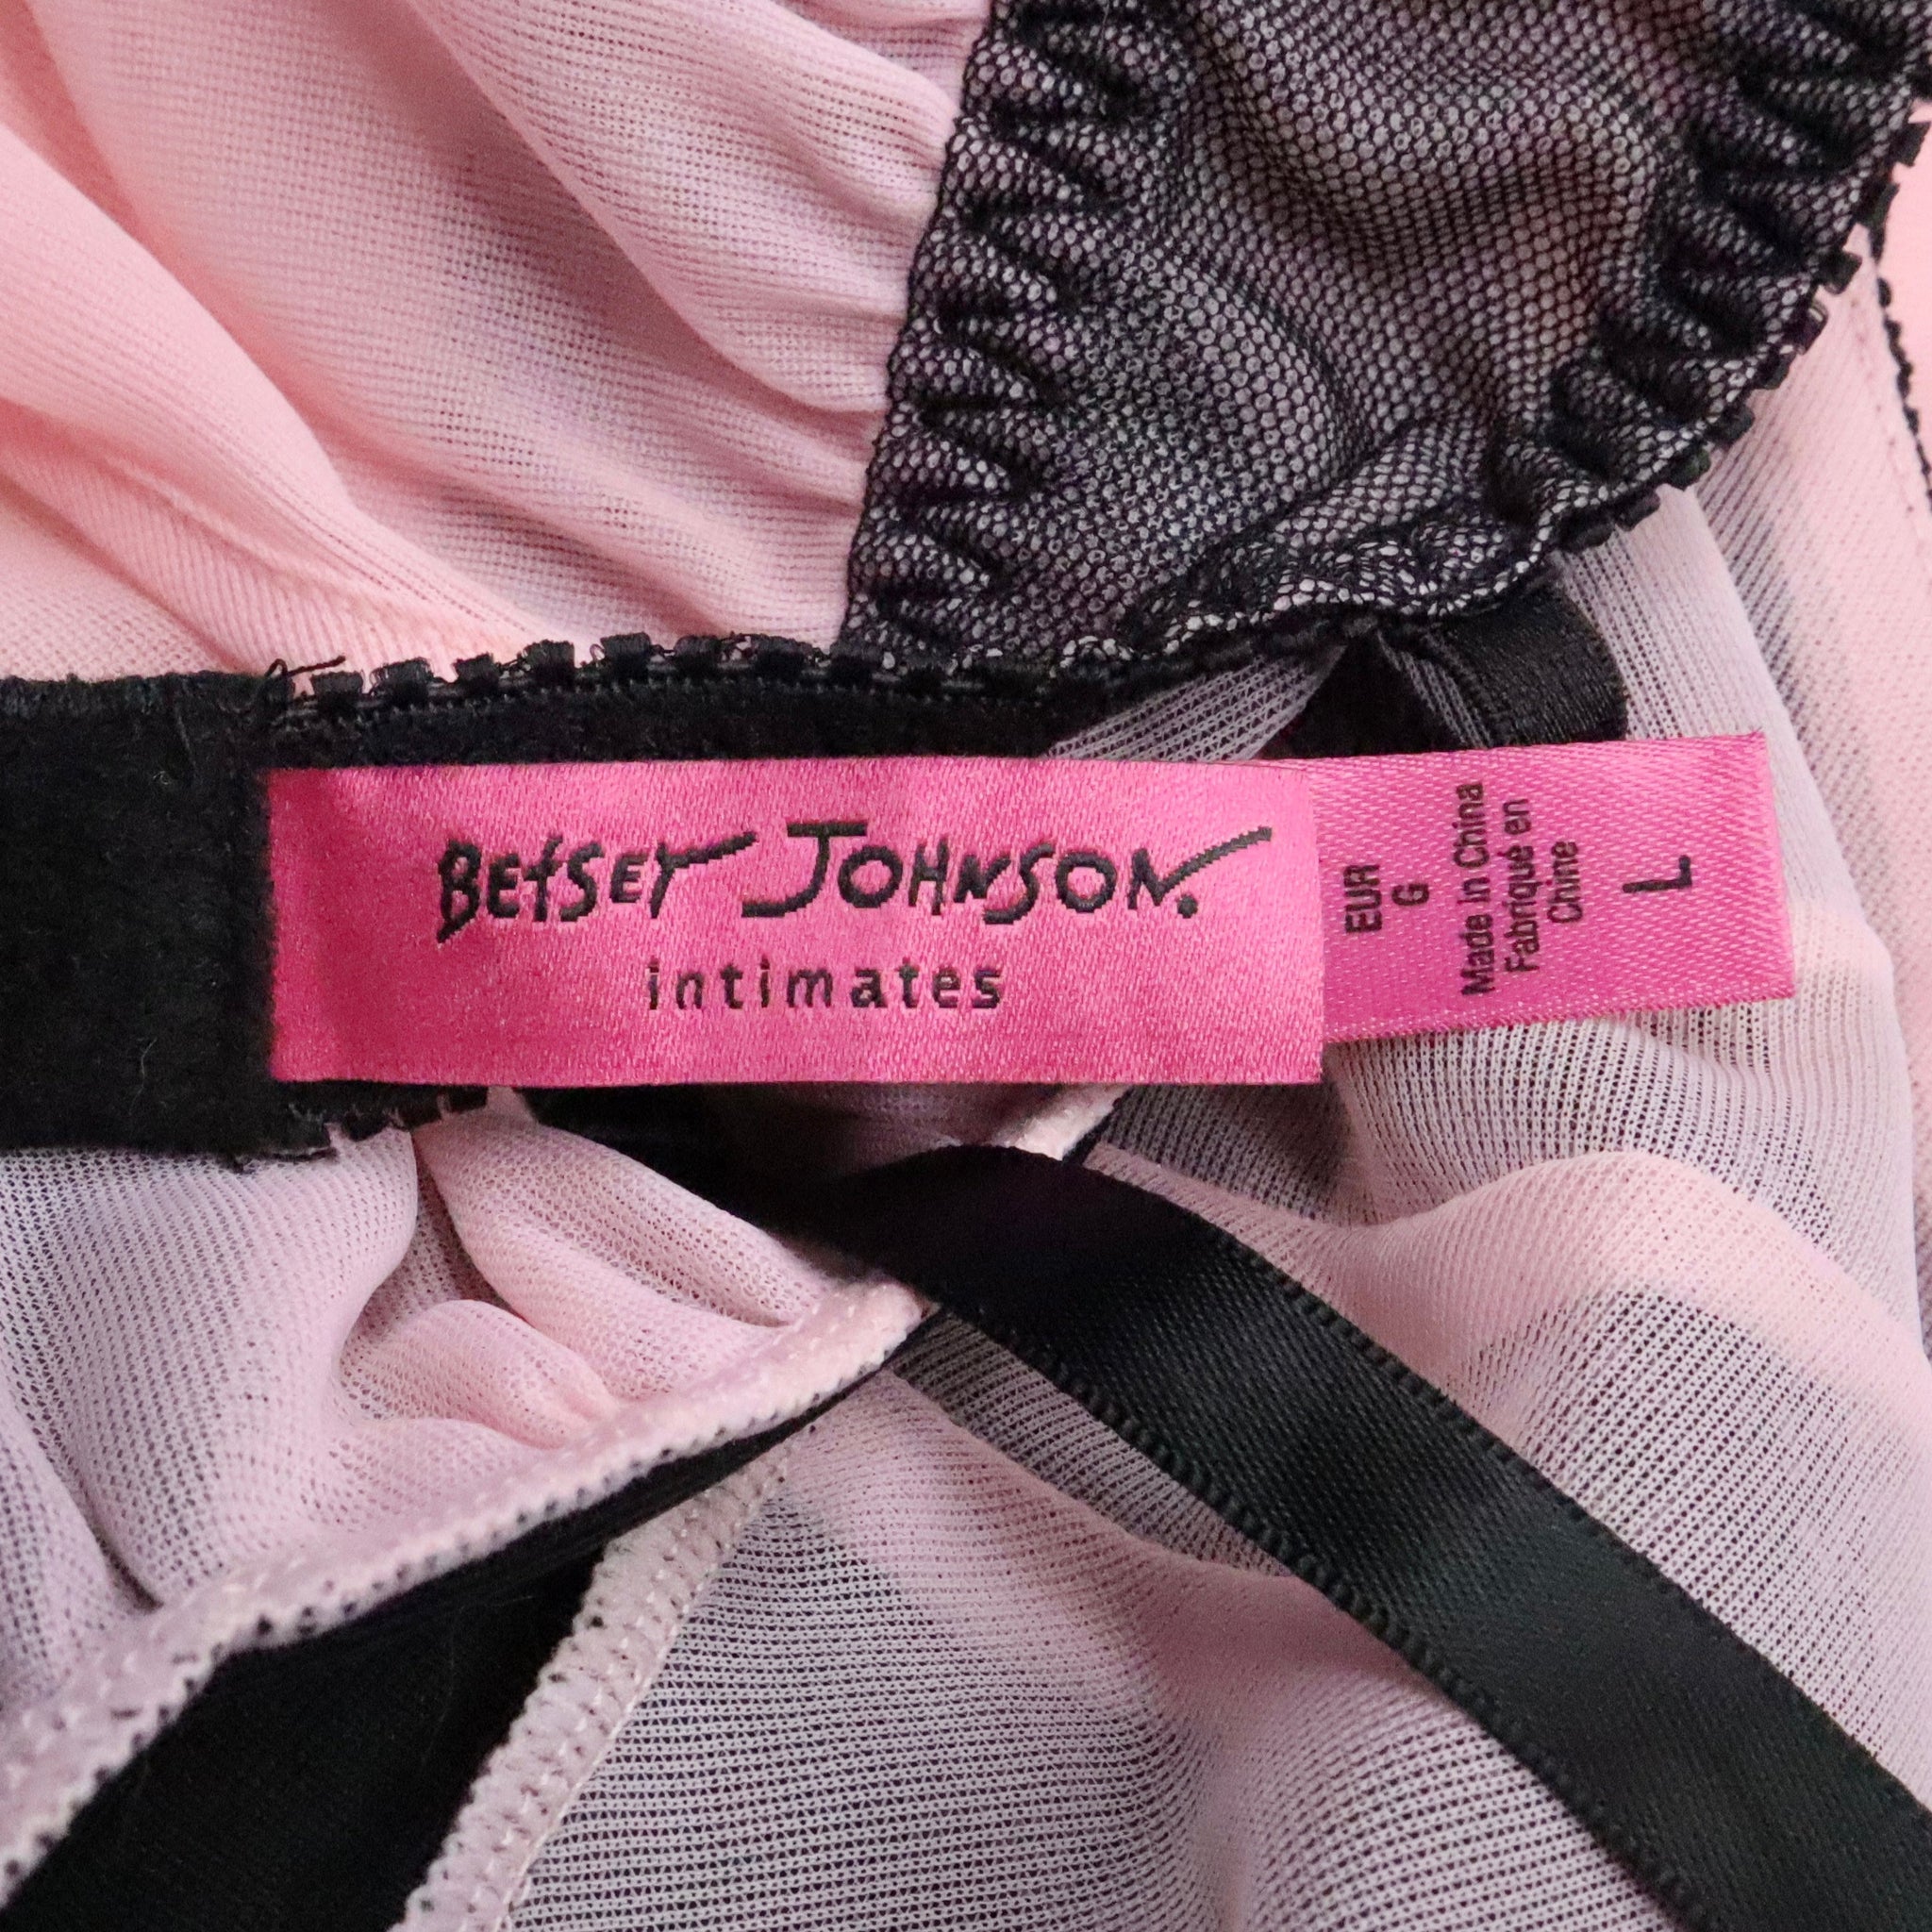 BEtSEY JOHNSON.
intimates
EUR
G
Made in China
Fabriqué en
Chine
L